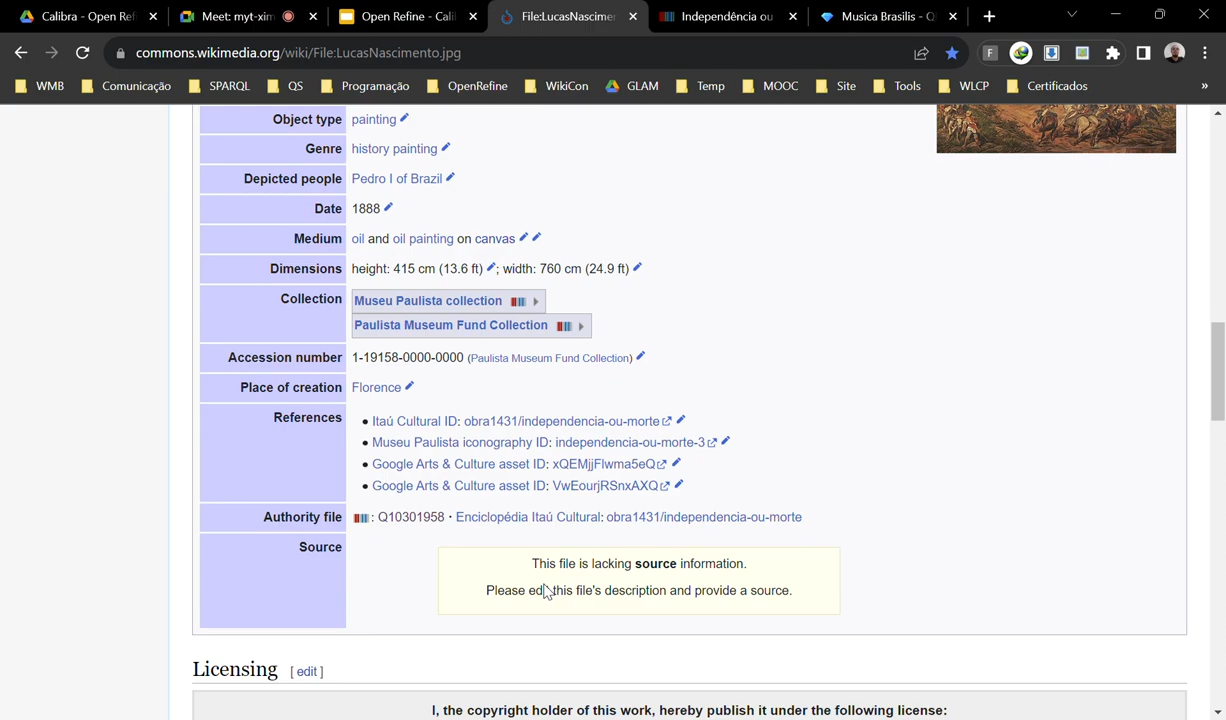 Calibra - Open Ref
Meet: myt-xim
Open Refine - Cali
File:LucasNascimen
Independência ou
Musica Brasilis - Q
commons.wikimedia.org/wiki/File:LucasNascimento.jpg
WMB Comunicação SPARQL QS Programação OpenRefine WikiCon GLAM Temp MOOC Site Tools WLCP Certificados »
Object type painting
Genre history painting
Depicted people Pedro I of Brazil
Date 1888
Medium oil and oil painting on canvas
Dimensions height: 415 cm (13.6 ft) ; width: 760 cm (24.9 ft)
Collection Museu Paulista collection
Paulista Museum Fund Collection
Accession number 1-19158-0000-0000 (Paulista Museum Fund Collection)
Place of creation Florence
References • Itaú Cultural ID: obra1431/independencia-ou-morte
• Museu Paulista iconography ID: independencia-ou-morte-3
• Google Arts & Culture asset ID: xQEMjjFlwma5eQ
• Google Arts & Culture asset ID: VwEourjRSnxAXQ
Authority file : Q10301958 · Enciclopédia Itaú Cultural: obra1431/independencia-ou-morte
Source
This file is lacking source information.
Please edit this file's description and provide a source.
Licensing [ edit ]
I, the copyright holder of this work, hereby publish it under the following license: